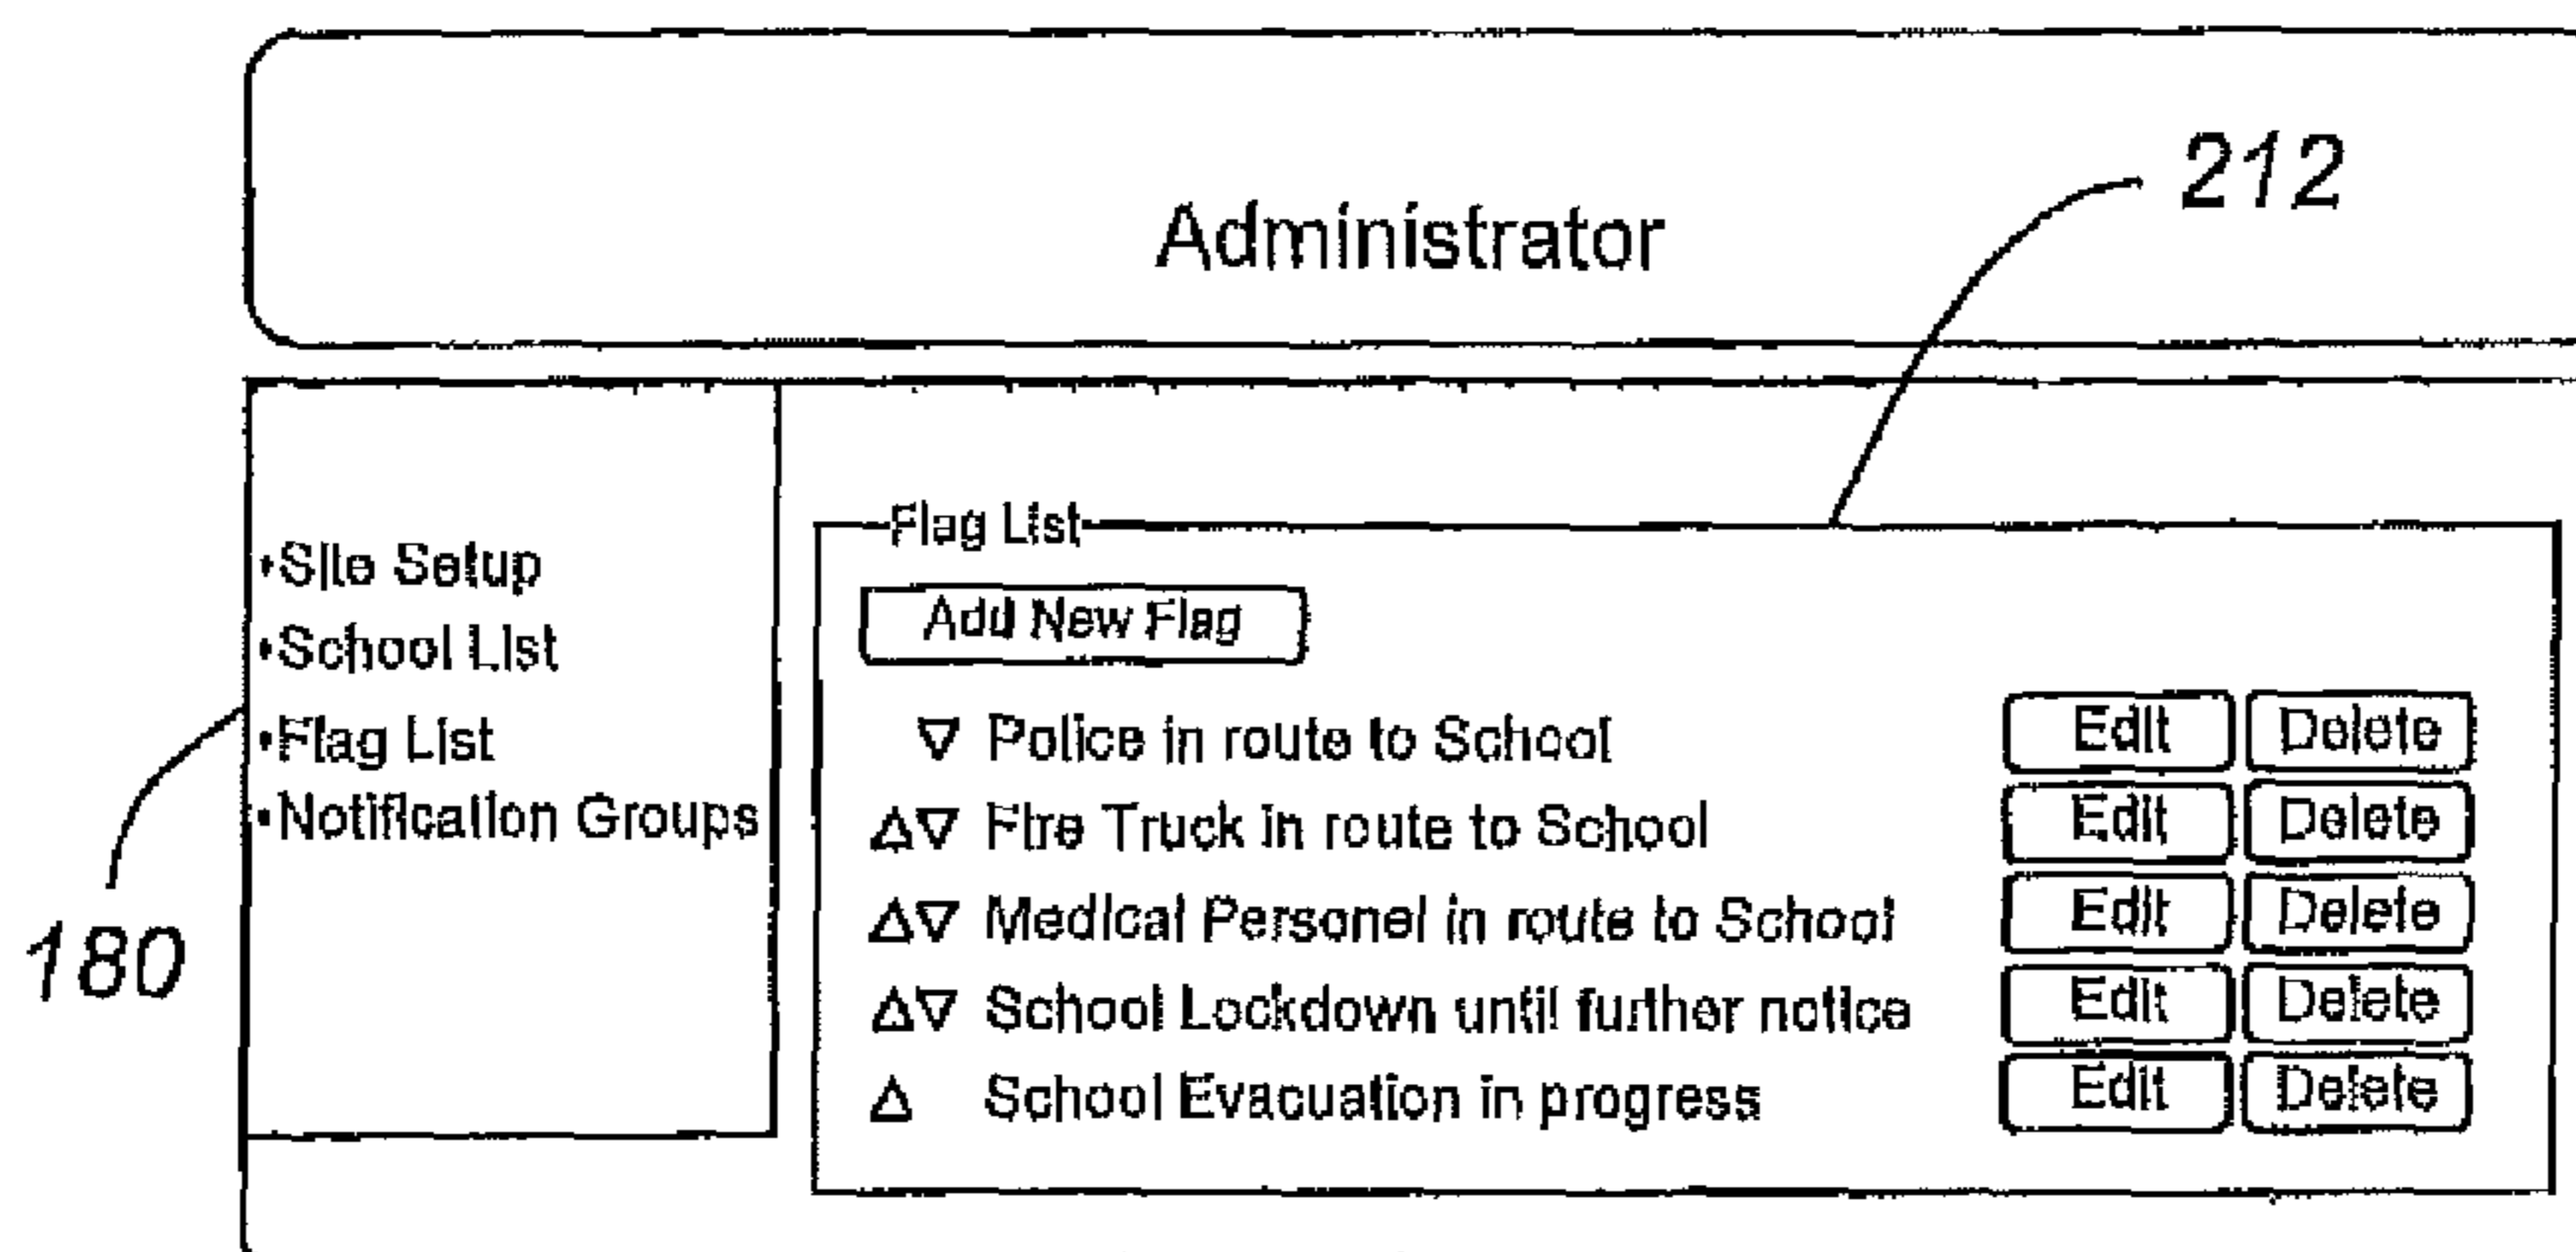 212
Administrator
Flag List
•Site Setup
Add New Flag
•School List
•Flag List
•Notification Groups
▽ Police in route to School Edit Delete
△▽ Fire Truck in route to School Edit Delete
△▽ Medical Personel in route to School Edit Delete
△▽ School Lockdown until further notice Edit Delete
△ School Evacuation in progress Edit Delete
180